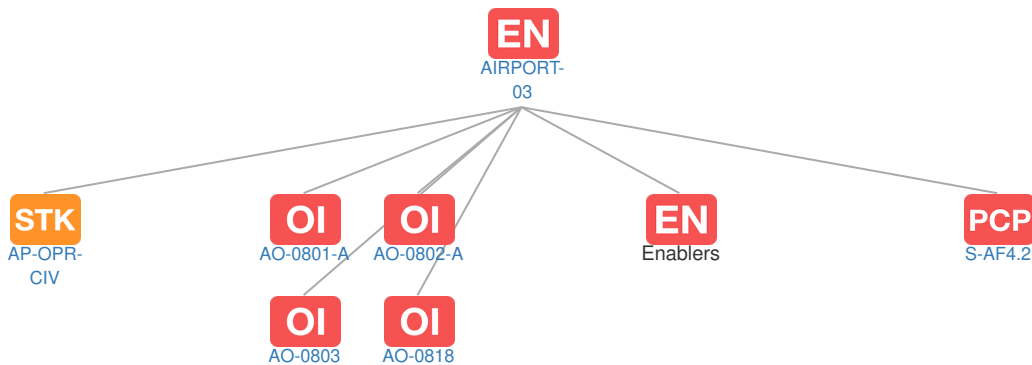 EN
AIRPORT-
03
STK
OI
OI
EN
PCP
AP-OPR-
CIV
AO-0801-A
AO-0802-A
Enablers
S-AF4.2
OI
OI
AO-0803
AO-0818